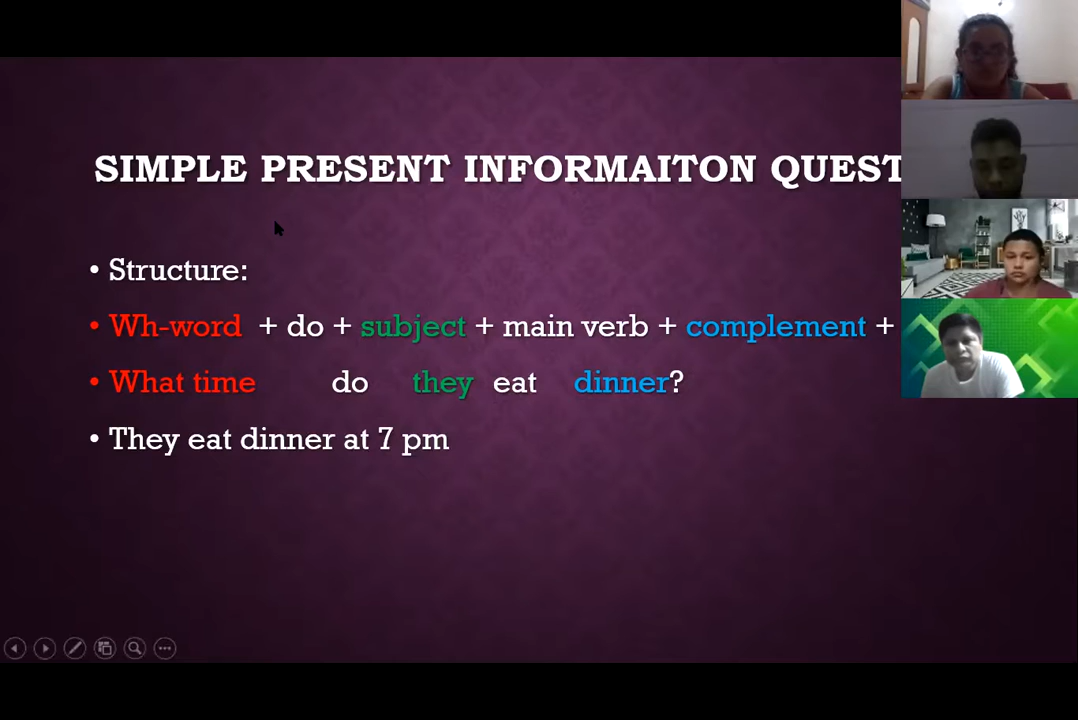 SIMPLE PRESENT INFORMAITON QUEST
• Structure:
• Wh-word + do + subject + main verb + complement +
• What time do they eat dinner?
• They eat dinner at 7 pm